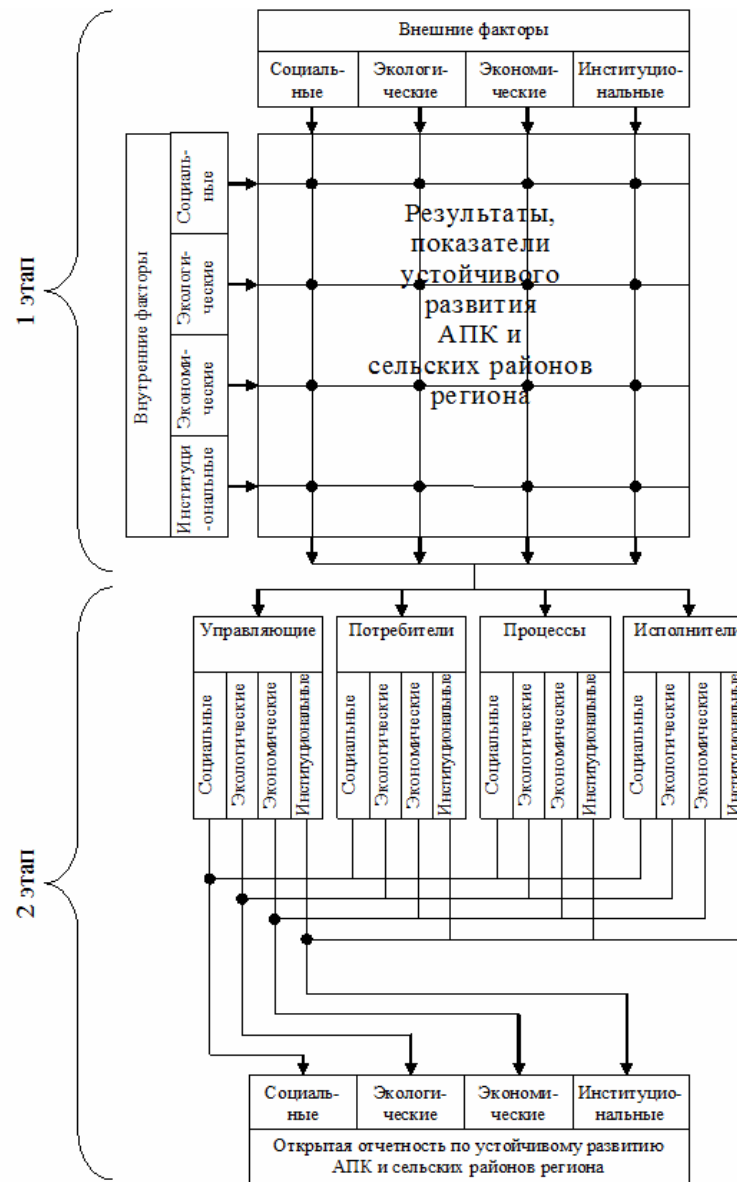 Внешние факторы
Социаль-
ные
Экологи-
ческие
Экономи-
ческие
Институцио-
нальные
1 этап
Внутренние факторы
Социаль-
ные
Экологи-
ческие
Экономи-
ческие
Институци
-ональные
Результаты,
показатели
устойчивого
развития
АПК и
сельских районов
региона
2 этап
Управляющие
Социальные
Экологические
Экономические
Институциональные
Потребители
Социальные
Экологические
Экономические
Институциональные
Процессы
Социальные
Экологические
Экономические
Институциональные
Исполнители
Социальные
Экологические
Экономические
Институциональные
Социаль-
ные
Экологи-
ческие
Экономи-
ческие
Институцио-
нальные
Открытая отчетность по устойчивому развитию
АПК и сельских районов региона